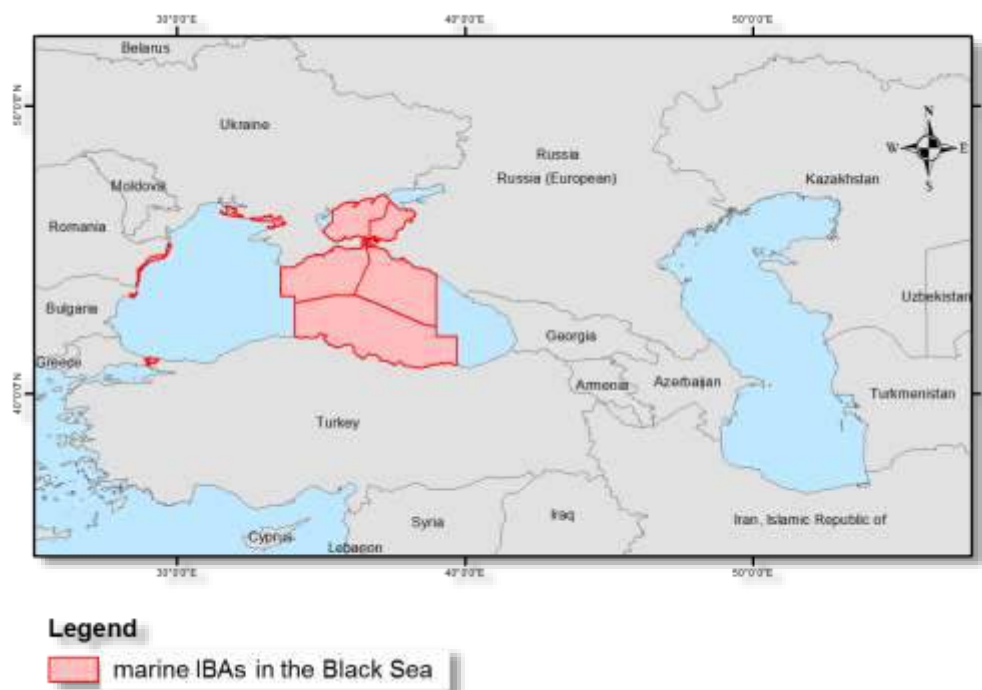 30°0'0"E 40°0'0"E 50°0'0"E
Belarus
50°0'0"N
Ukraine
N
W E
S
Russia
Russia (European)
Kazakhstan
Moldova
Romania
Uzbekistan
Bulgaria
Georgia
Greece
Armenia
Azerbaijan
Turkmenistan
40°0'0"N
Turkey
Syria
Iraq
Iran, Islamic Republic of
Cyprus
Lebanon
30°0'0"E 40°0'0"E 50°0'0"E
Legend
marine IBAs in the Black Sea